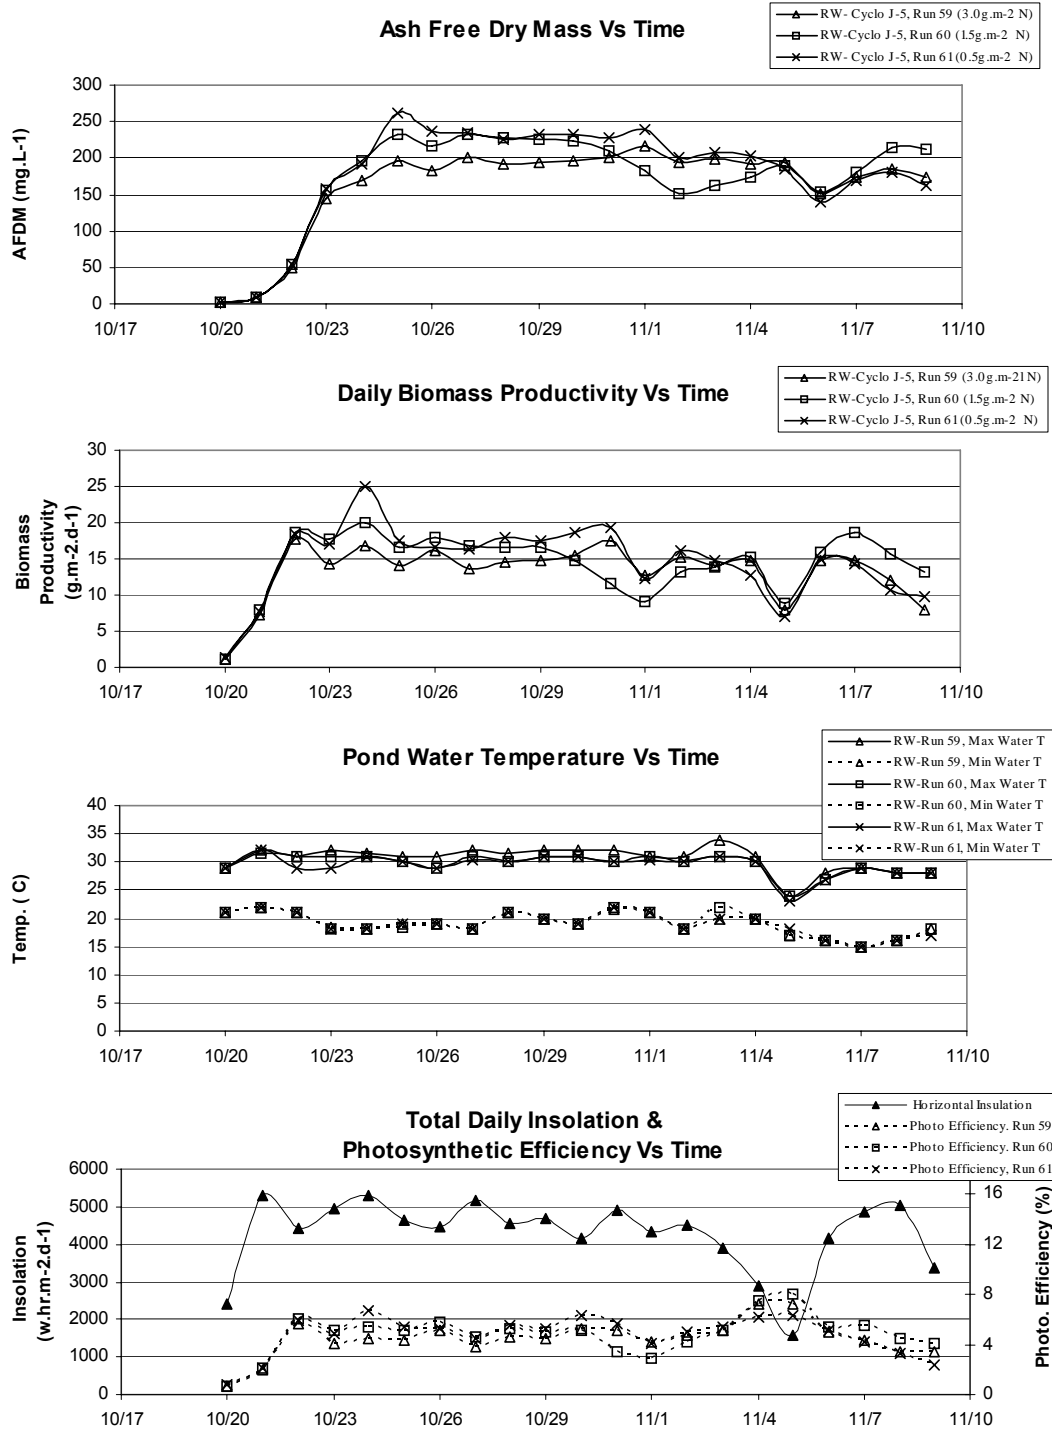 Ash Free Dry Mass Vs Time
RW- Cyclo J-5, Run 59 (3.0g.m-2 N)
RW-Cyclo J-5, Run 60 (1.5g.m-2 N)
RW- Cyclo J-5, Run 61 (0.5g.m-2 N)
AFDM (mg.L-1)
300
250
200
150
100
50
0
10/17 10/20 10/23 10/26 10/29 11/1 11/4 11/7 11/10
Daily Biomass Productivity Vs Time
RW-Cyclo J-5, Run 59 (3.0g.m-21 N)
RW-Cyclo J-5, Run 60 (1.5g.m-2 N)
RW-Cyclo J-5, Run 61 (0.5g.m-2 N)
Biomass
Productivity
(g.m-2.d-1)
30
25
20
15
10
5
0
10/17 10/20 10/23 10/26 10/29 11/1 11/4 11/7 11/10
Pond Water Temperature Vs Time
RW-Run 59, Max Water T
RW-Run 59, Min Water T
RW-Run 60, Max Water T
RW-Run 60, Min Water T
RW-Run 61, Max Water T
RW-Run 61, Min Water T
Temp. ( C)
40
35
30
25
20
15
10
5
0
10/17 10/20 10/23 10/26 10/29 11/1 11/4 11/7 11/10
Total Daily Insolation &
Photosynthetic Efficiency Vs Time
Horizontal Insulation
Photo Efficiency. Run 59
Photo Efficiency. Run 60
Photo Efficiency, Run 61
Insolation
(w.hr.m-2.d-1)
6000
5000
4000
3000
2000
1000
0
16
12
8
4
0
Photo. Efficiency (%)
10/17 10/20 10/23 10/26 10/29 11/1 11/4 11/7 11/10